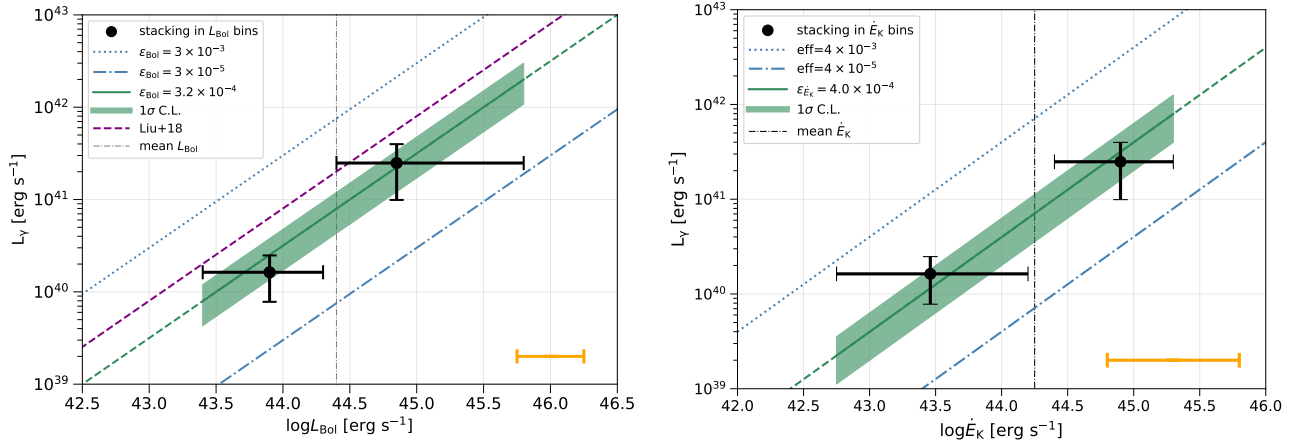 10^43
10^42
10^41
10^40
10^39
L_γ [erg s^−1]
stacking in L_Bol bins
ε_Bol = 3 × 10^−3
ε_Bol = 3 × 10^−5
ε_Bol = 3.2 × 10^−4
1σ C.L.
Liu+18
mean L_Bol
42.5 43.0 43.5 44.0 44.5 45.0 45.5 46.0 46.5
logL_Bol [erg s^−1]
10^43
10^42
10^41
10^40
10^39
L_γ [erg s^−1]
stacking in Ė_K bins
eff=4 × 10^−3
eff=4 × 10^−5
ε_Ė_K = 4.0 × 10^−4
1σ C.L.
mean Ė_K
42.0 42.5 43.0 43.5 44.0 44.5 45.0 45.5 46.0
logĖ_K [erg s^−1]